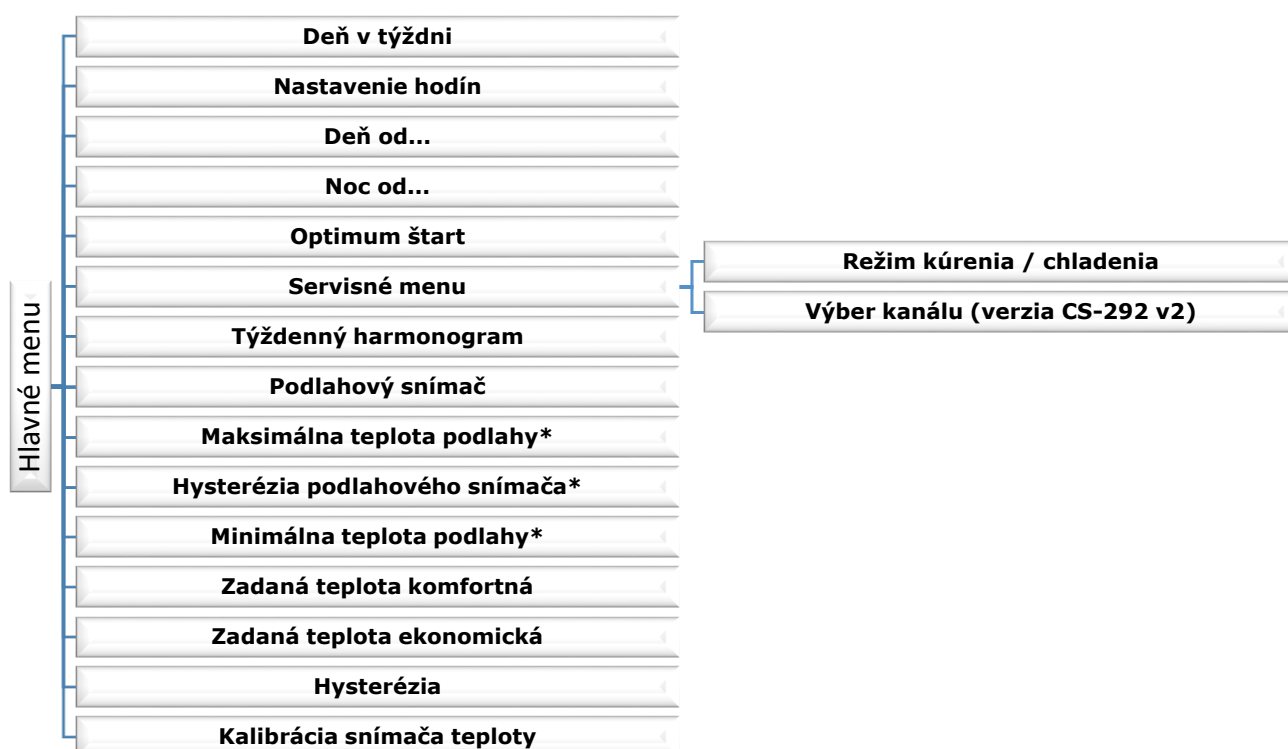 Hlavné menu
Deň v týždni
Nastavenie hodín
Deň od...
Noc od...
Optimum štart
Servisné menu
Režim kúrenia / chladenia
Výber kanálu (verzia CS-292 v2)
Týždenný harmonogram
Podlahový snímač
Maksimálna teplota podlahy*
Hysterézia podlahového snímača*
Minimálna teplota podlahy*
Zadaná teplota komfortná
Zadaná teplota ekonomická
Hysterézia
Kalibrácia snímača teploty